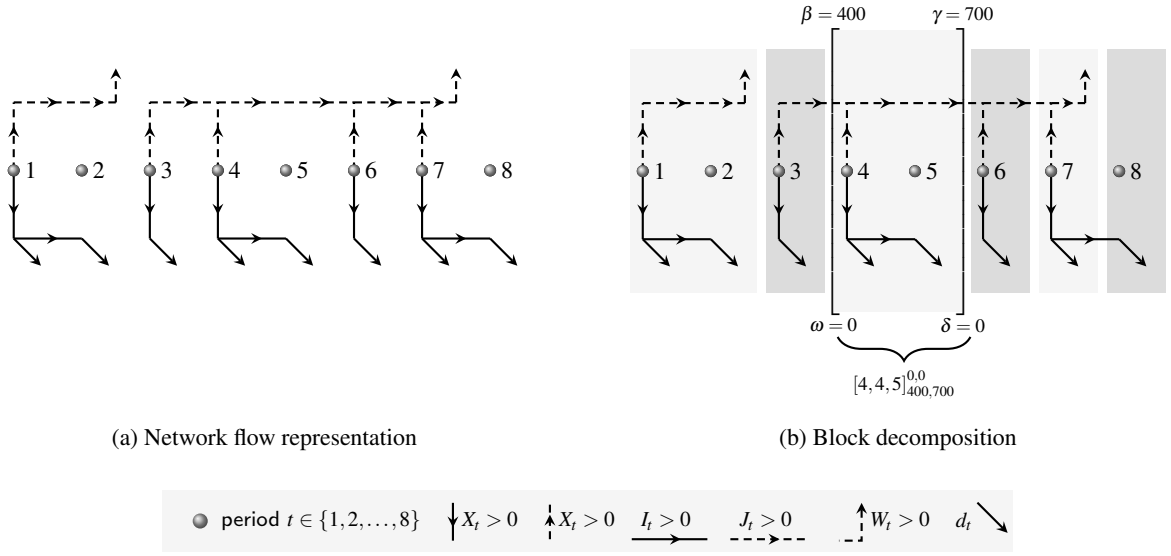 β = 400 γ = 700
1 2 3 4 5 6 7 8
1 2 3 4 5 6 7 8
ω = 0 δ = 0
[4,4,5]^{0,0}_{400,700}
(a) Network flow representation
(b) Block decomposition
period t ∈ {1,2,...,8} X_t > 0 X_t > 0 I_t > 0 J_t > 0 W_t > 0 d_t